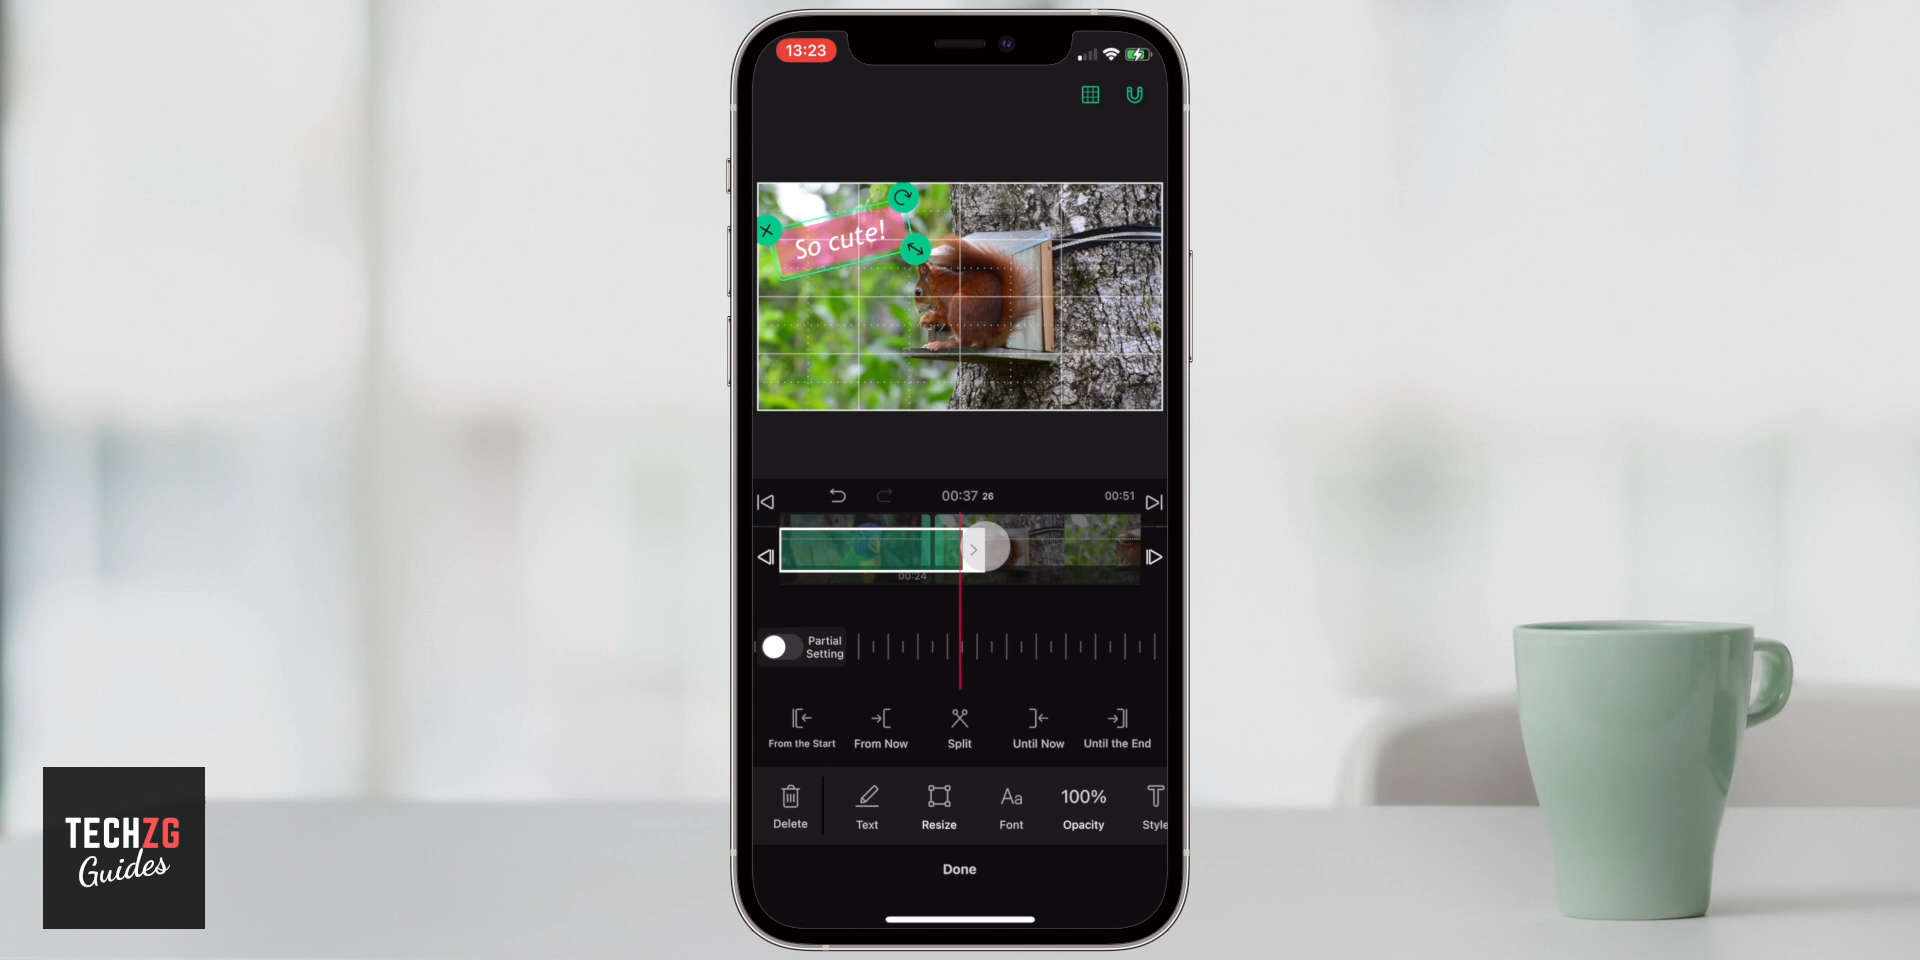 13:23
So cute!
00:37 26
00:51
00:24
Partial
Setting
From the Start
From Now
Split
Until Now
Until the End
Delete
Text
Resize
Aa
Font
100%
Opacity
Style
Done
TECHZG
Guides